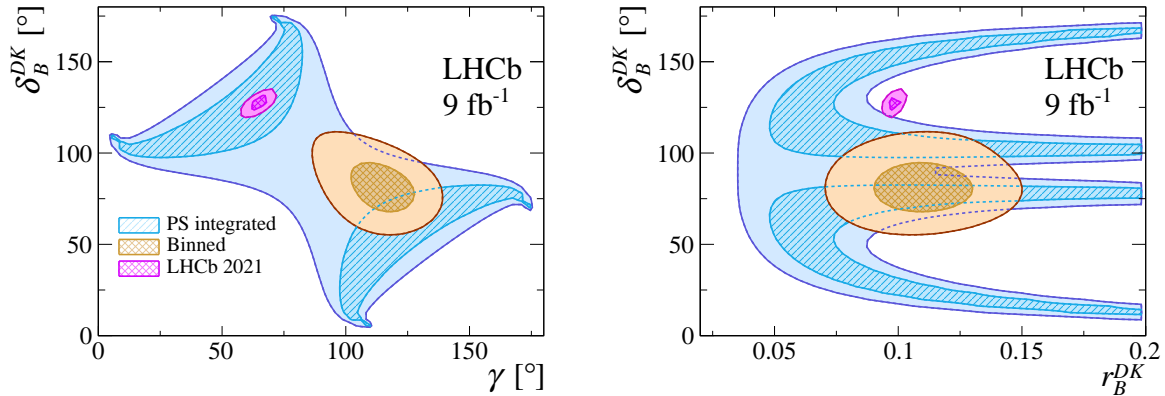 δ_B^{DK} [°]
150
100
50
0
LHCb
9 fb⁻¹
PS integrated
Binned
LHCb 2021
0 50 100 150
γ [°]
δ_B^{DK} [°]
150
100
50
0
LHCb
9 fb⁻¹
0.05 0.1 0.15 0.2
r_B^{DK}